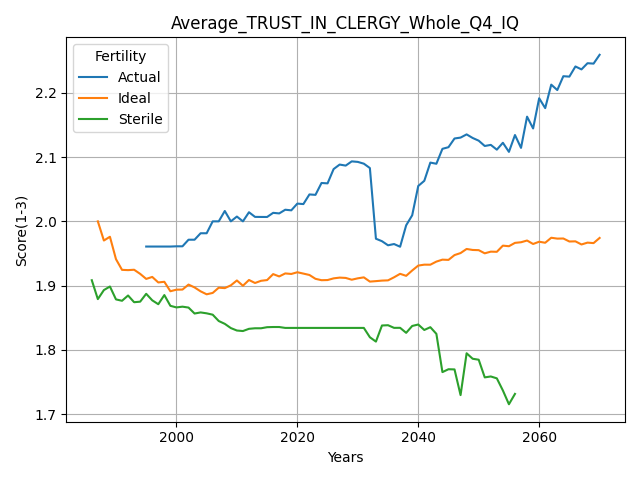 Average_TRUST_IN_CLERGY_Whole_Q4_IQ
Fertility
Actual
Ideal
Sterile
Score(1-3)
2.2
2.1
2.0
1.9
1.8
1.7
2000 2020 2040 2060
Years